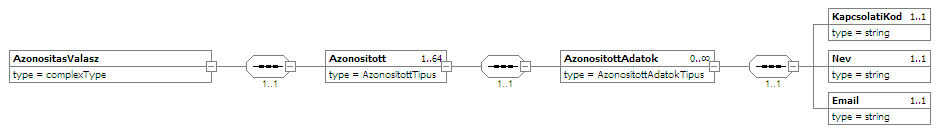 KapcsolatiKod 1..1
type = string
AzonositasValasz
type = complexType
1..1
Azonositott 1..64
type = AzonositottTipus
1..1
AzonositottAdatok 0..∞
type = AzonositottAdatokTipus
1..1
Nev 1..1
type = string
Email 1..1
type = string